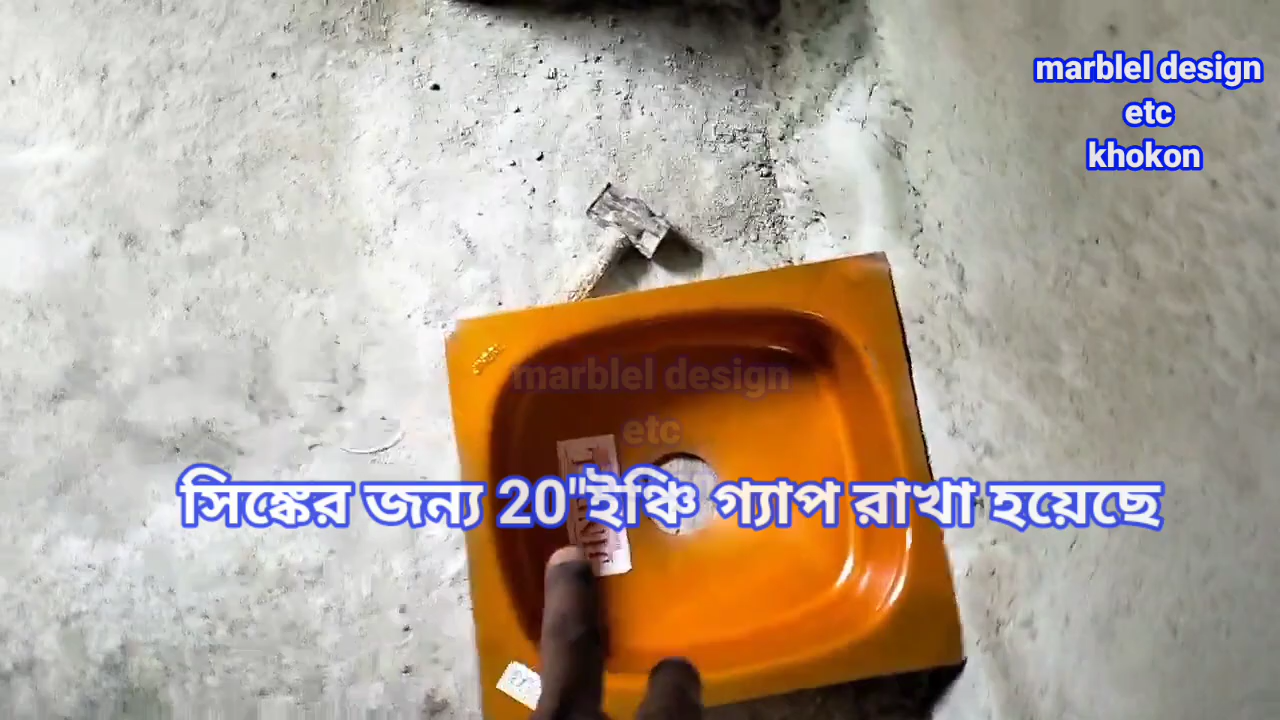 marblel design
etc
khokon
marblel design
etc
সিঙ্কের জন্য 20"ইঞ্চি গ্যাপ রাখা হয়েছে